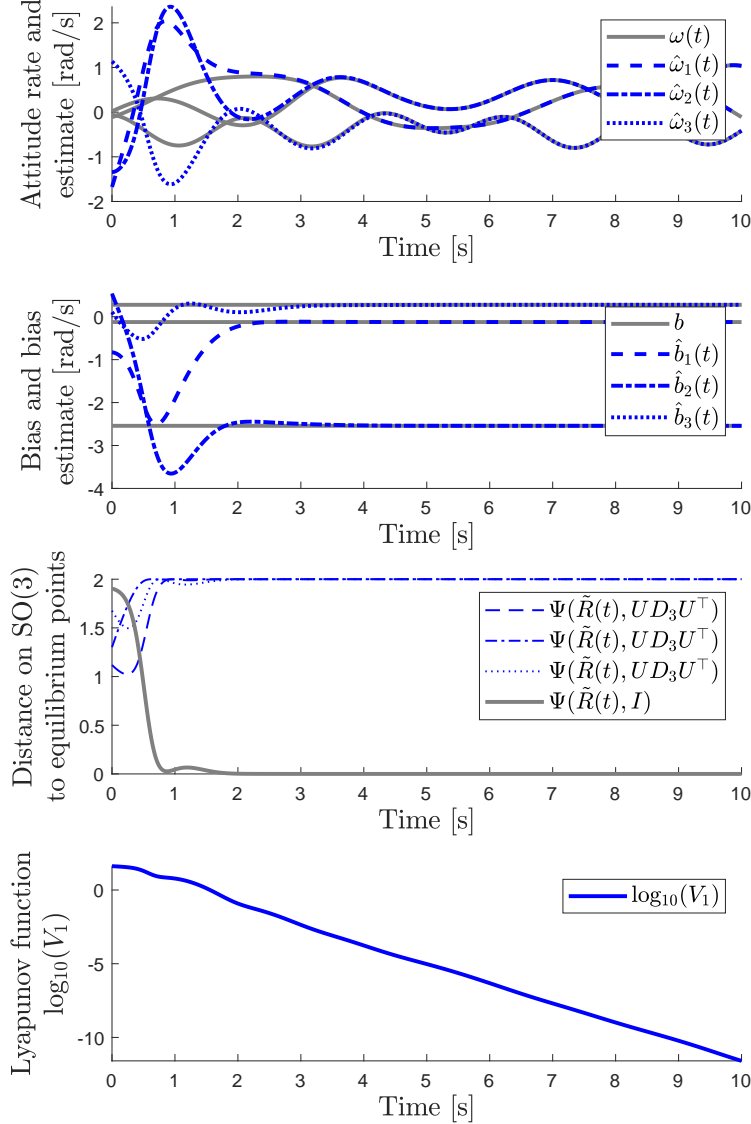 Attitude rate and
estimate [rad/s]
2
1
0
-1
-2
ω(t)
ω̂₁(t)
ω̂₂(t)
ω̂₃(t)
0 1 2 3 4 5 6 7 8 9 10
Time [s]
Bias and bias
estimate [rad/s]
0
-1
-2
-3
-4
b
b̂₁(t)
b̂₂(t)
b̂₃(t)
0 1 2 3 4 5 6 7 8 9 10
Time [s]
Distance on SO(3)
to equilibrium points
2
1.5
1
0.5
0
Ψ(R̃(t), UD₃U⊤)
Ψ(R̃(t), UD₃U⊤)
Ψ(R̃(t), UD₃U⊤)
Ψ(R̃(t), I)
0 1 2 3 4 5 6 7 8 9 10
Time [s]
Lyapunov function
log₁₀(V₁)
0
-5
-10
log₁₀(V₁)
0 1 2 3 4 5 6 7 8 9 10
Time [s]